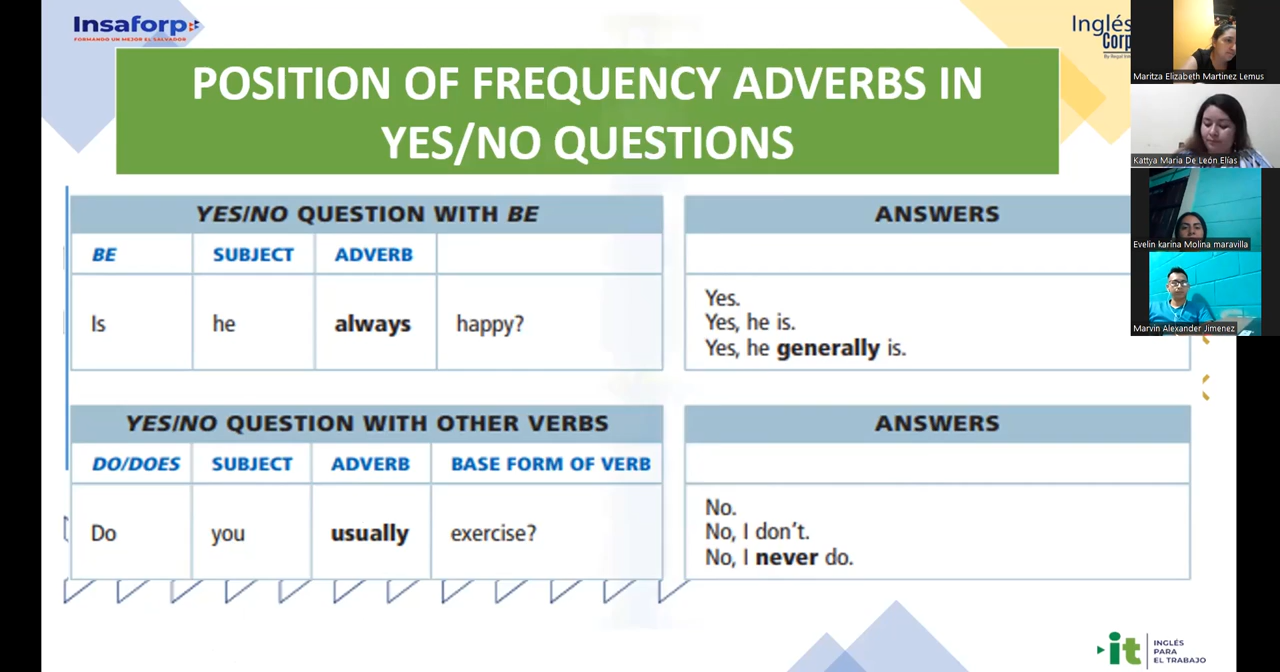 Insaforp
FORMANDO UN MEJOR EL SALVADOR
Inglés
Corp
POSITION OF FREQUENCY ADVERBS IN
YES/NO QUESTIONS
Maritza Elizabeth Martinez Lemus
Kattya Maria De León Elías
Evelin karina Molina maravilla
Marvin Alexander Jimenez
YES/NO QUESTION WITH BE
BE SUBJECT ADVERB
Is he always happy?
ANSWERS
Yes.
Yes, he is.
Yes, he generally is.
YES/NO QUESTION WITH OTHER VERBS
DO/DOES SUBJECT ADVERB BASE FORM OF VERB
Do you usually exercise?
ANSWERS
No.
No, I don't.
No, I never do.
it
INGLÉS
PARA
EL TRABAJO